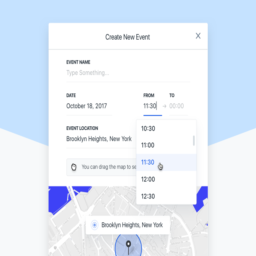 Create New Event X
EVENT NAME
Type Something...
DATE FROM TO
October 18, 2017 11:30 00:00
EVENT LOCATION
Brooklyn Heights, New York
10:30
11:00
11:30
12:00
12:30
You can drag the map to se
Brooklyn Heights, New York